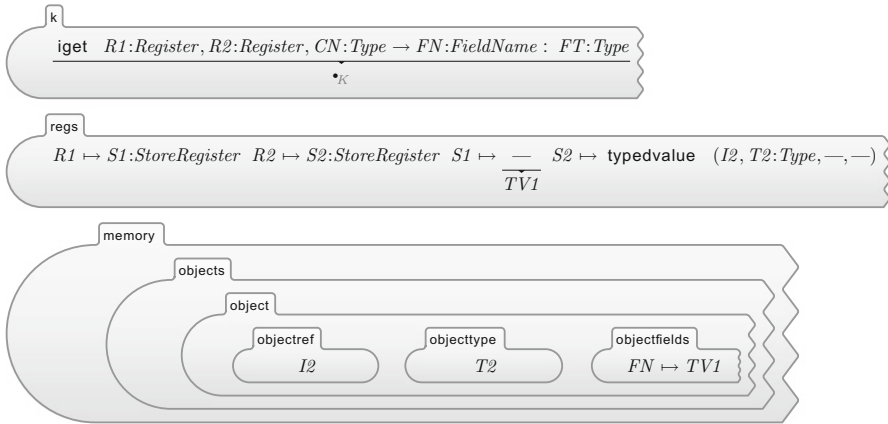 k
iget R1:Register, R2:Register, CN:Type → FN:FieldName : FT:Type
•K
regs
R1 ↦ S1:StoreRegister R2 ↦ S2:StoreRegister S1 ↦ — S2 ↦ typedvalue (I2, T2:Type,—,—)
TV1
memory
objects
object
objectref objecttype objectfields
I2 T2 FN ↦ TV1